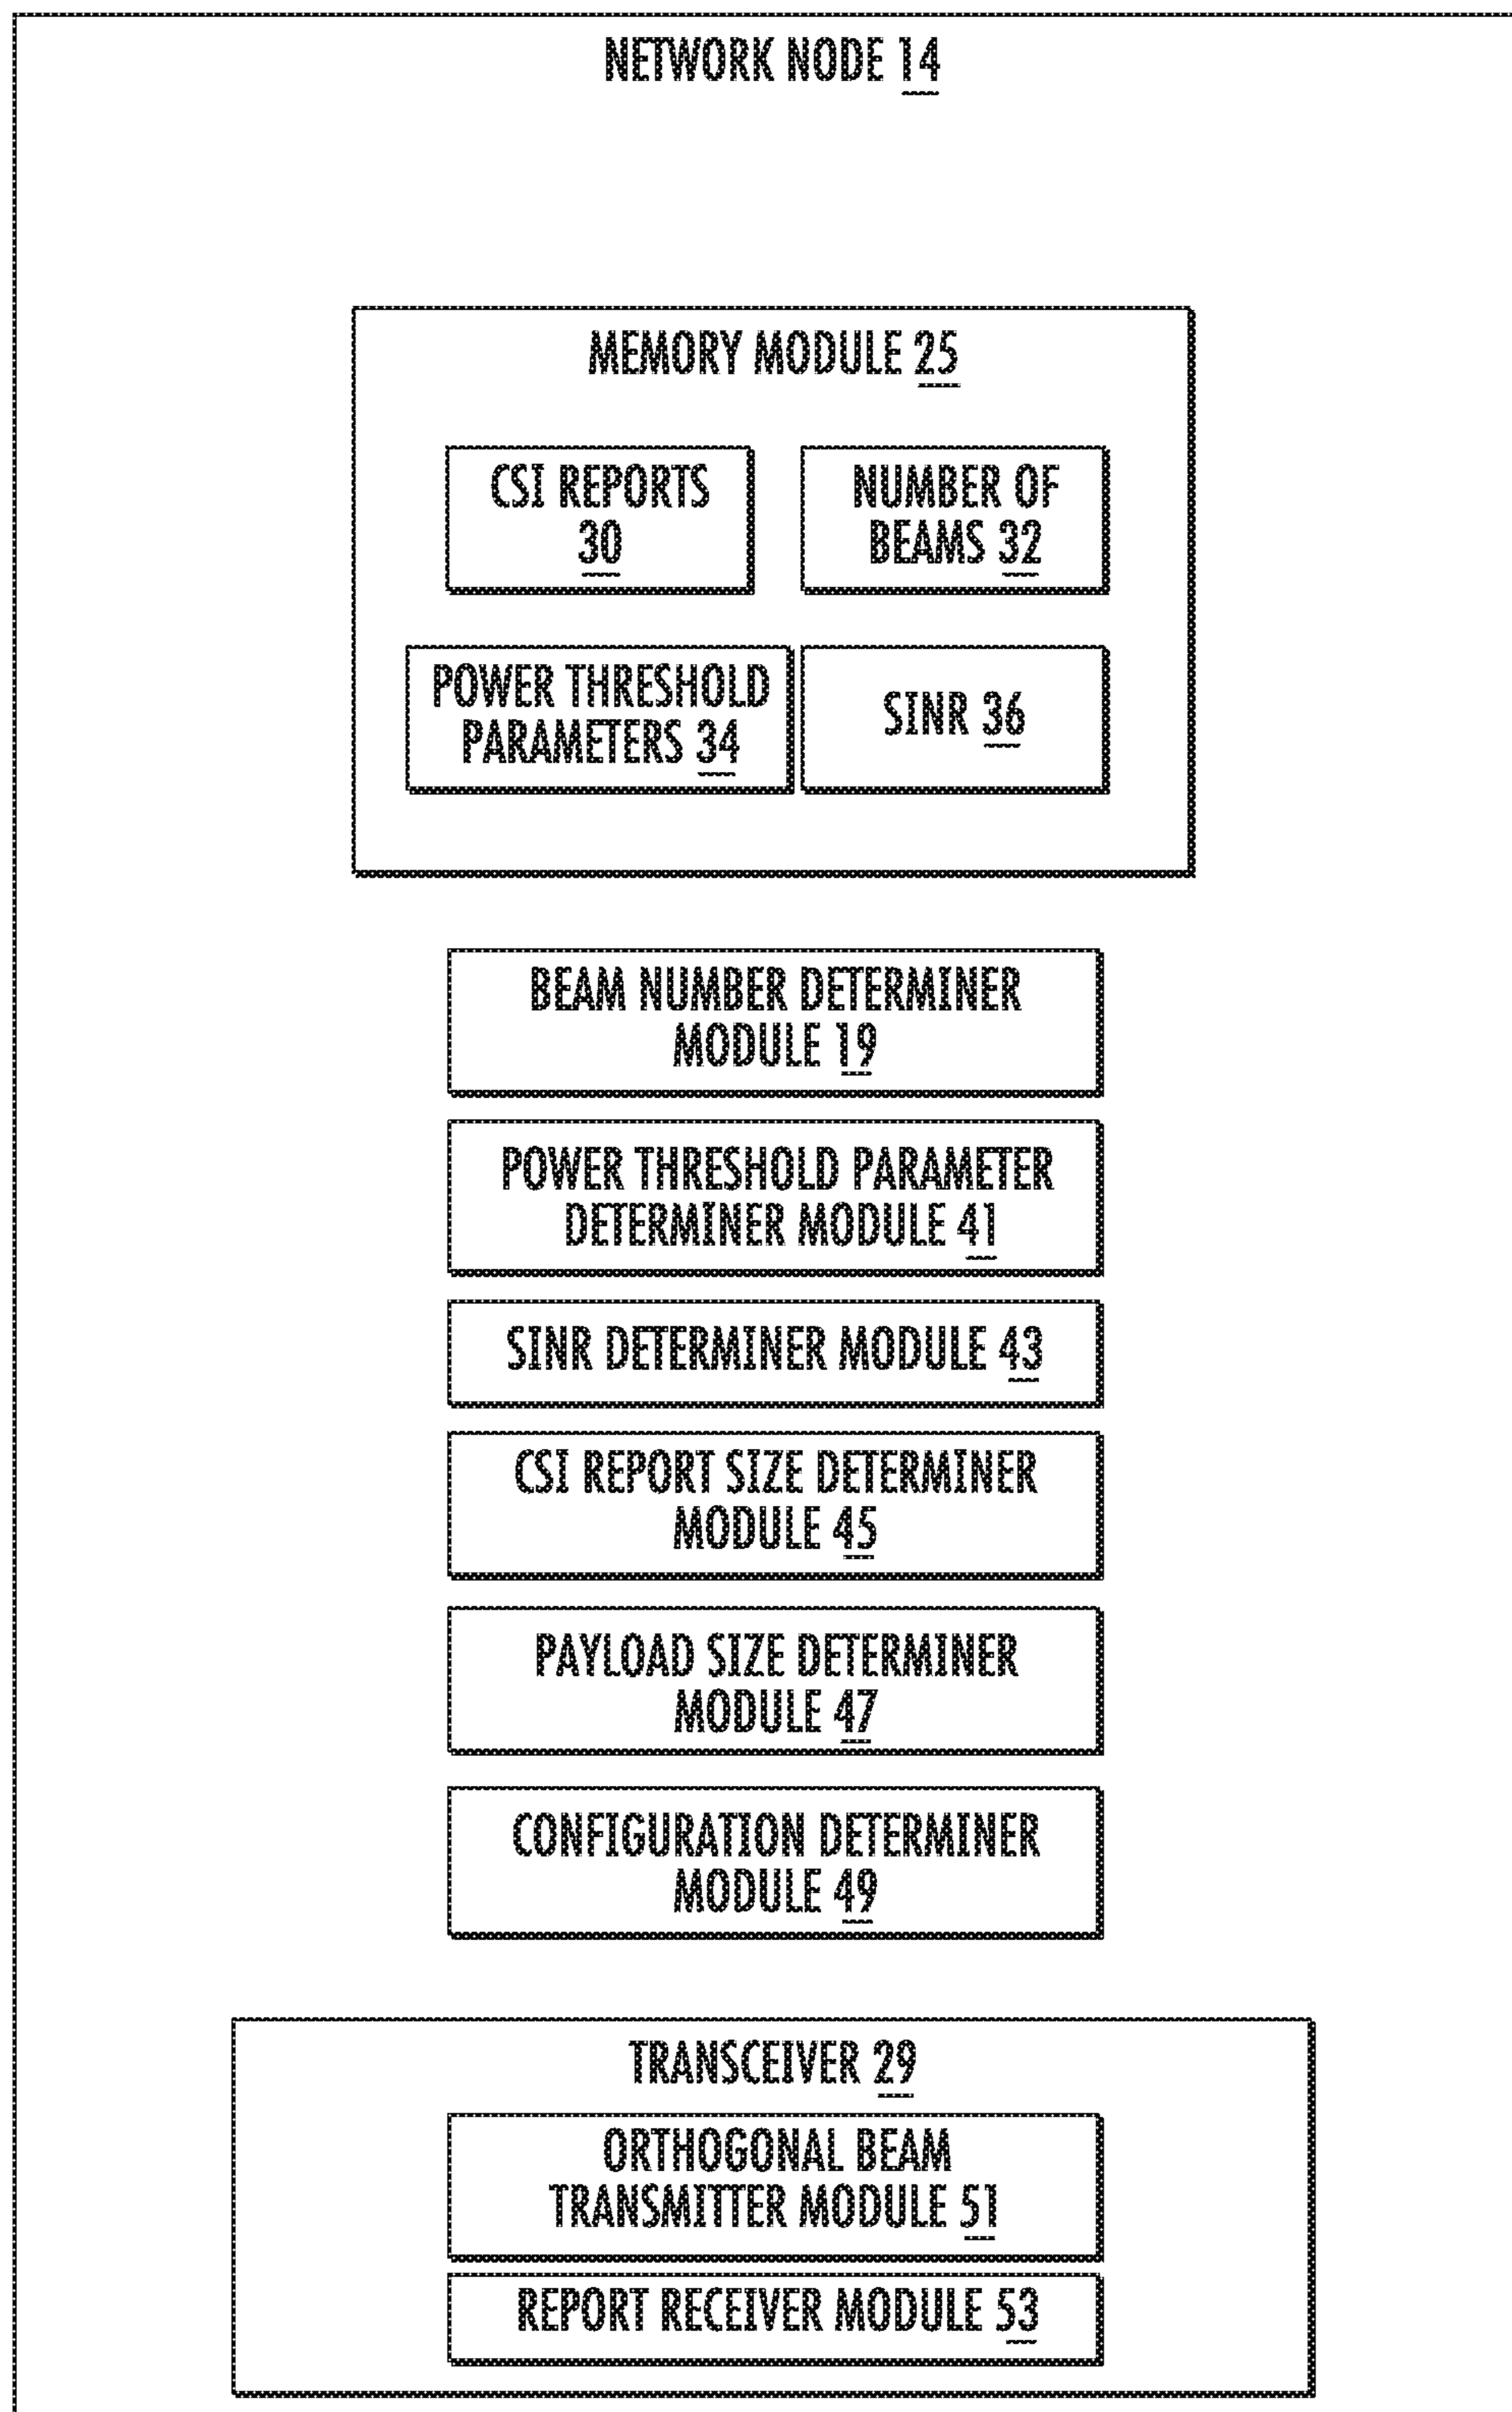 NETWORK NODE 14
MEMORY MODULE 25
CSI REPORTS
30
NUMBER OF
BEAMS 32
POWER THRESHOLD
PARAMETERS 34
SINR 36
BEAM NUMBER DETERMINER
MODULE 19
POWER THRESHOLD PARAMETER
DETERMINER MODULE 41
SINR DETERMINER MODULE 43
CSI REPORT SIZE DETERMINER
MODULE 45
PAYLOAD SIZE DETERMINER
MODULE 47
CONFIGURATION DETERMINER
MODULE 49
TRANSCEIVER 29
ORTHOGONAL BEAM
TRANSMITTER MODULE 51
REPORT RECEIVER MODULE 53